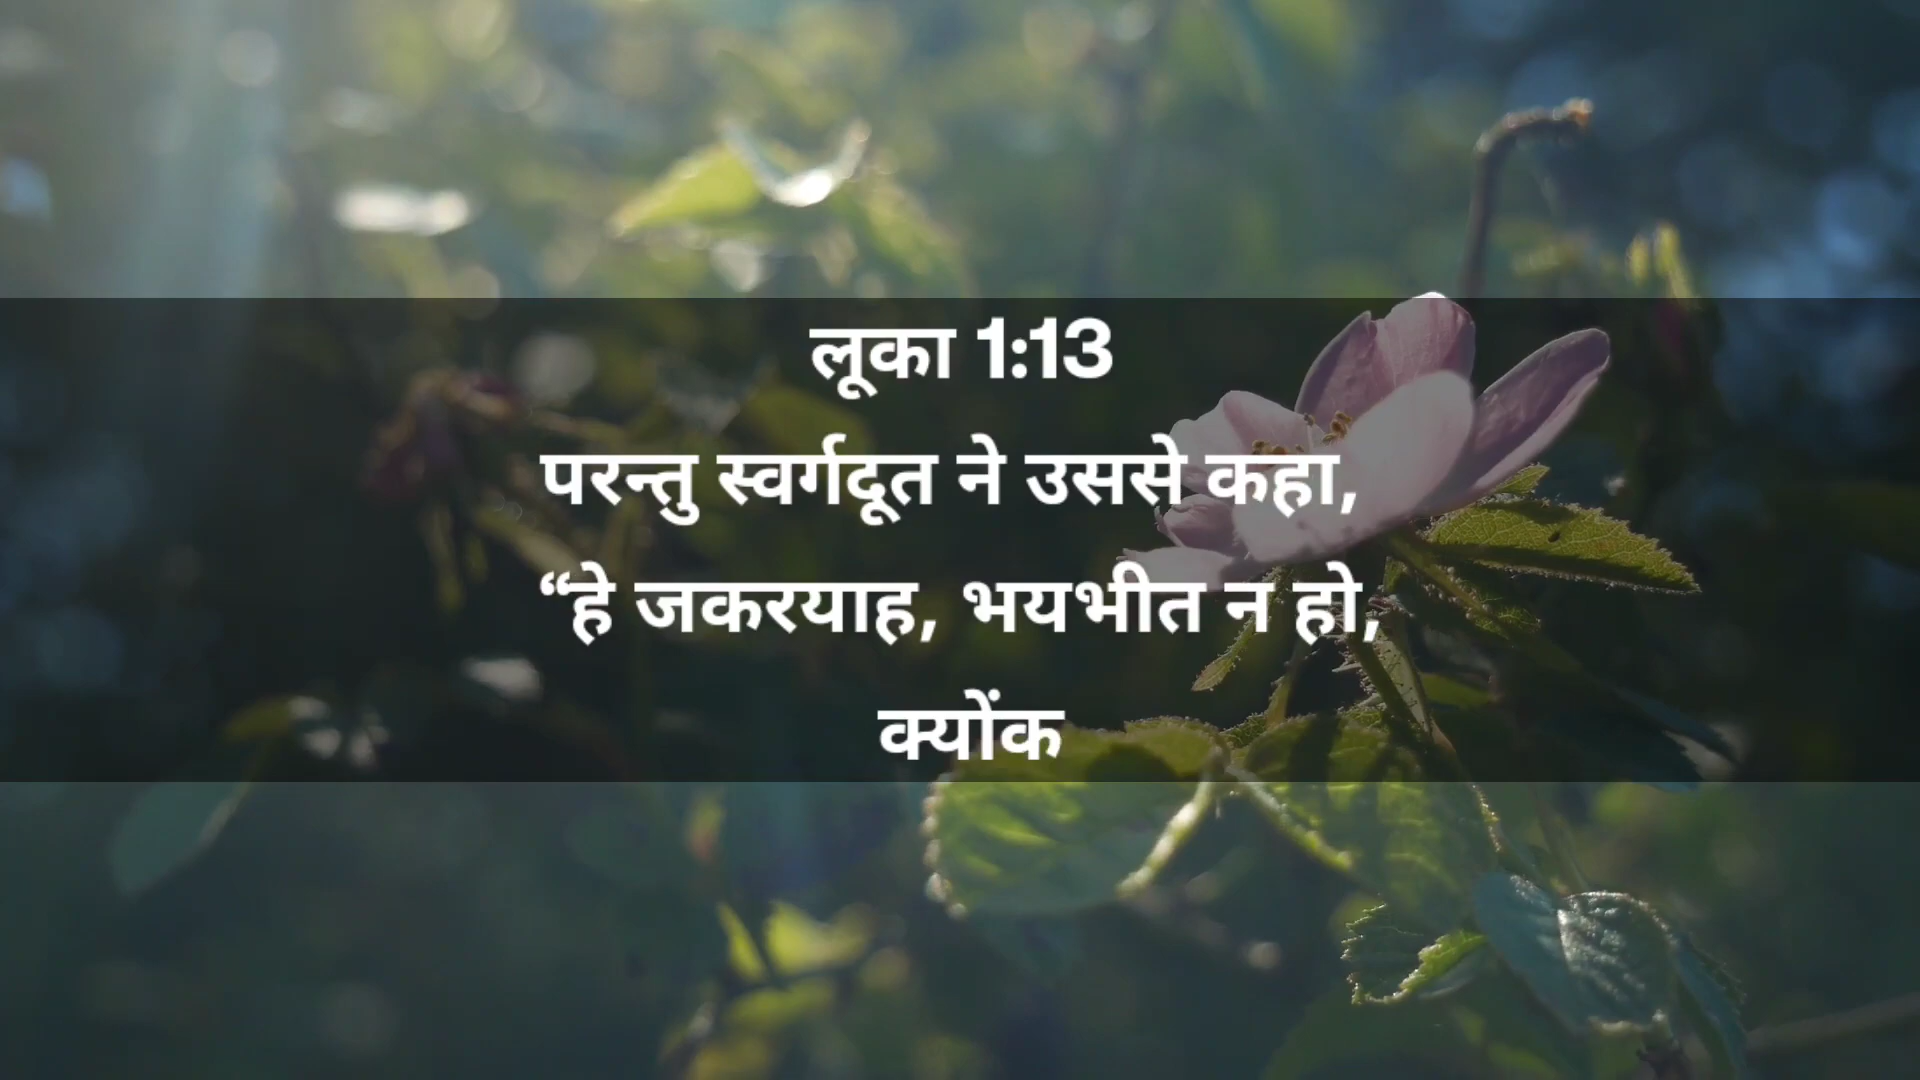 लूका 1:13
परन्तु स्वर्गदूत ने उससे कहा,
“हे जकरयाह, भयभीत न हो,
क्योंक